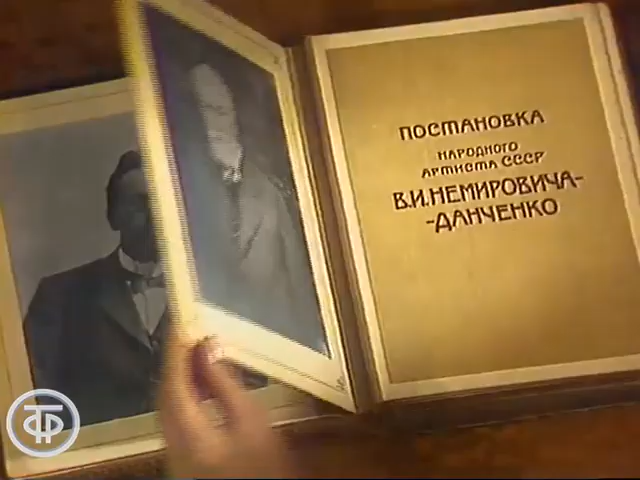 ПОСТАНОВКА
НАРОДНОГО
АРТИСТА СССР
В.И.НЕМИРОВИЧА-
-ДАНЧЕНКО